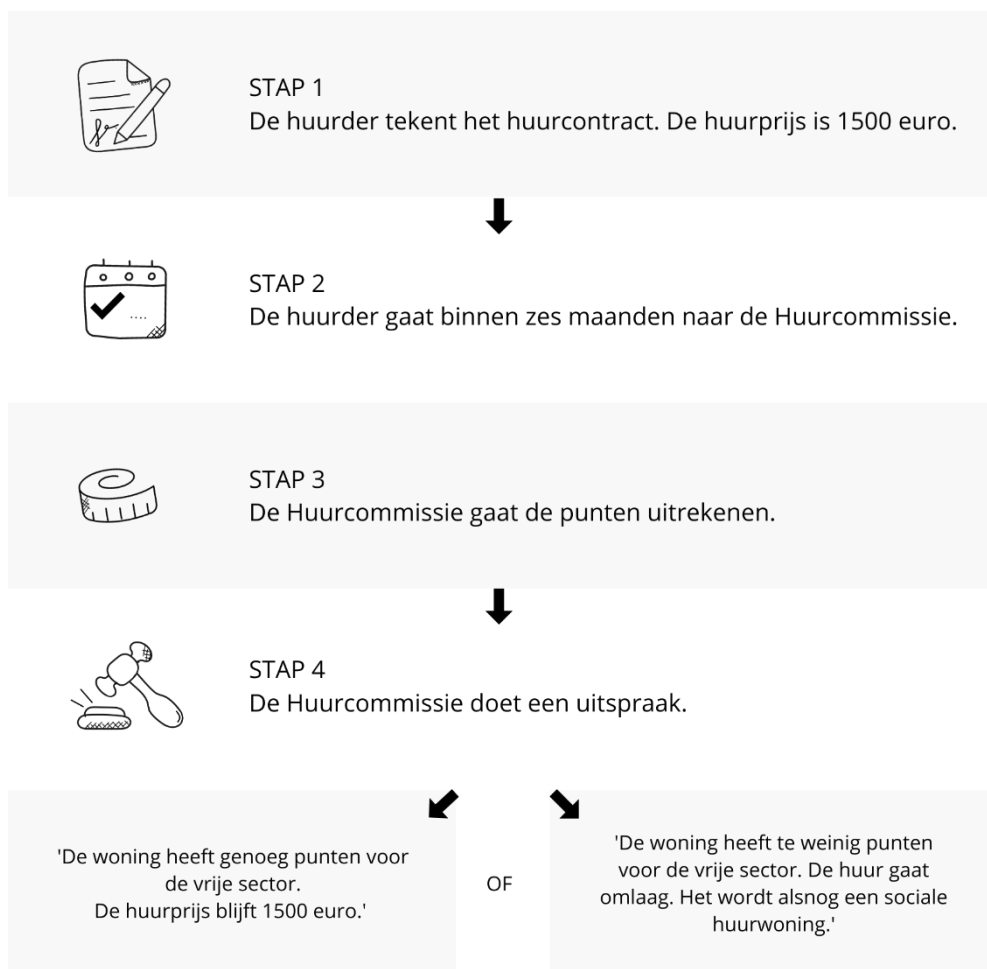 STAP 1
De huurder tekent het huurcontract. De huurprijs is 1500 euro.
STAP 2
De huurder gaat binnen zes maanden naar de Huurcommissie.
STAP 3
De Huurcommissie gaat de punten uitrekenen.
STAP 4
De Huurcommissie doet een uitspraak.
'De woning heeft genoeg punten voor
de vrije sector.
De huurprijs blijft 1500 euro.'
OF
'De woning heeft te weinig punten
voor de vrije sector. De huur gaat
omlaag. Het wordt alsnog een sociale
huurwoning.'